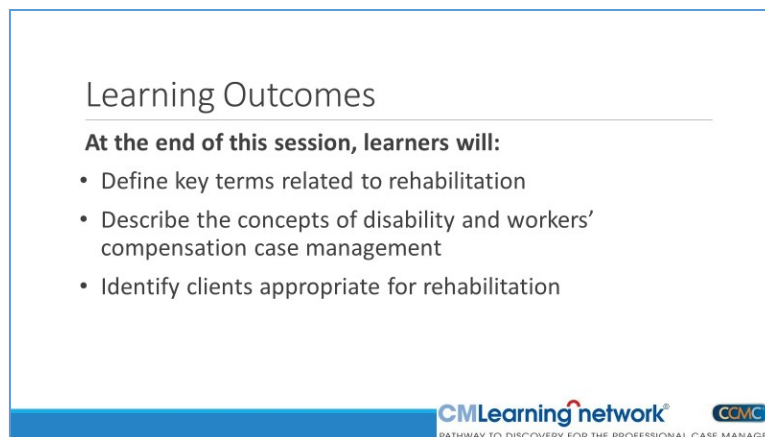 Learning Outcomes
At the end of this session, learners will:
• Define key terms related to rehabilitation
• Describe the concepts of disability and workers’
compensation case management
• Identify clients appropriate for rehabilitation
CMLearning network®
CCMC
PATHWAY TO DISCOVERY FOR THE PROFESSIONAL CASE MANAGE